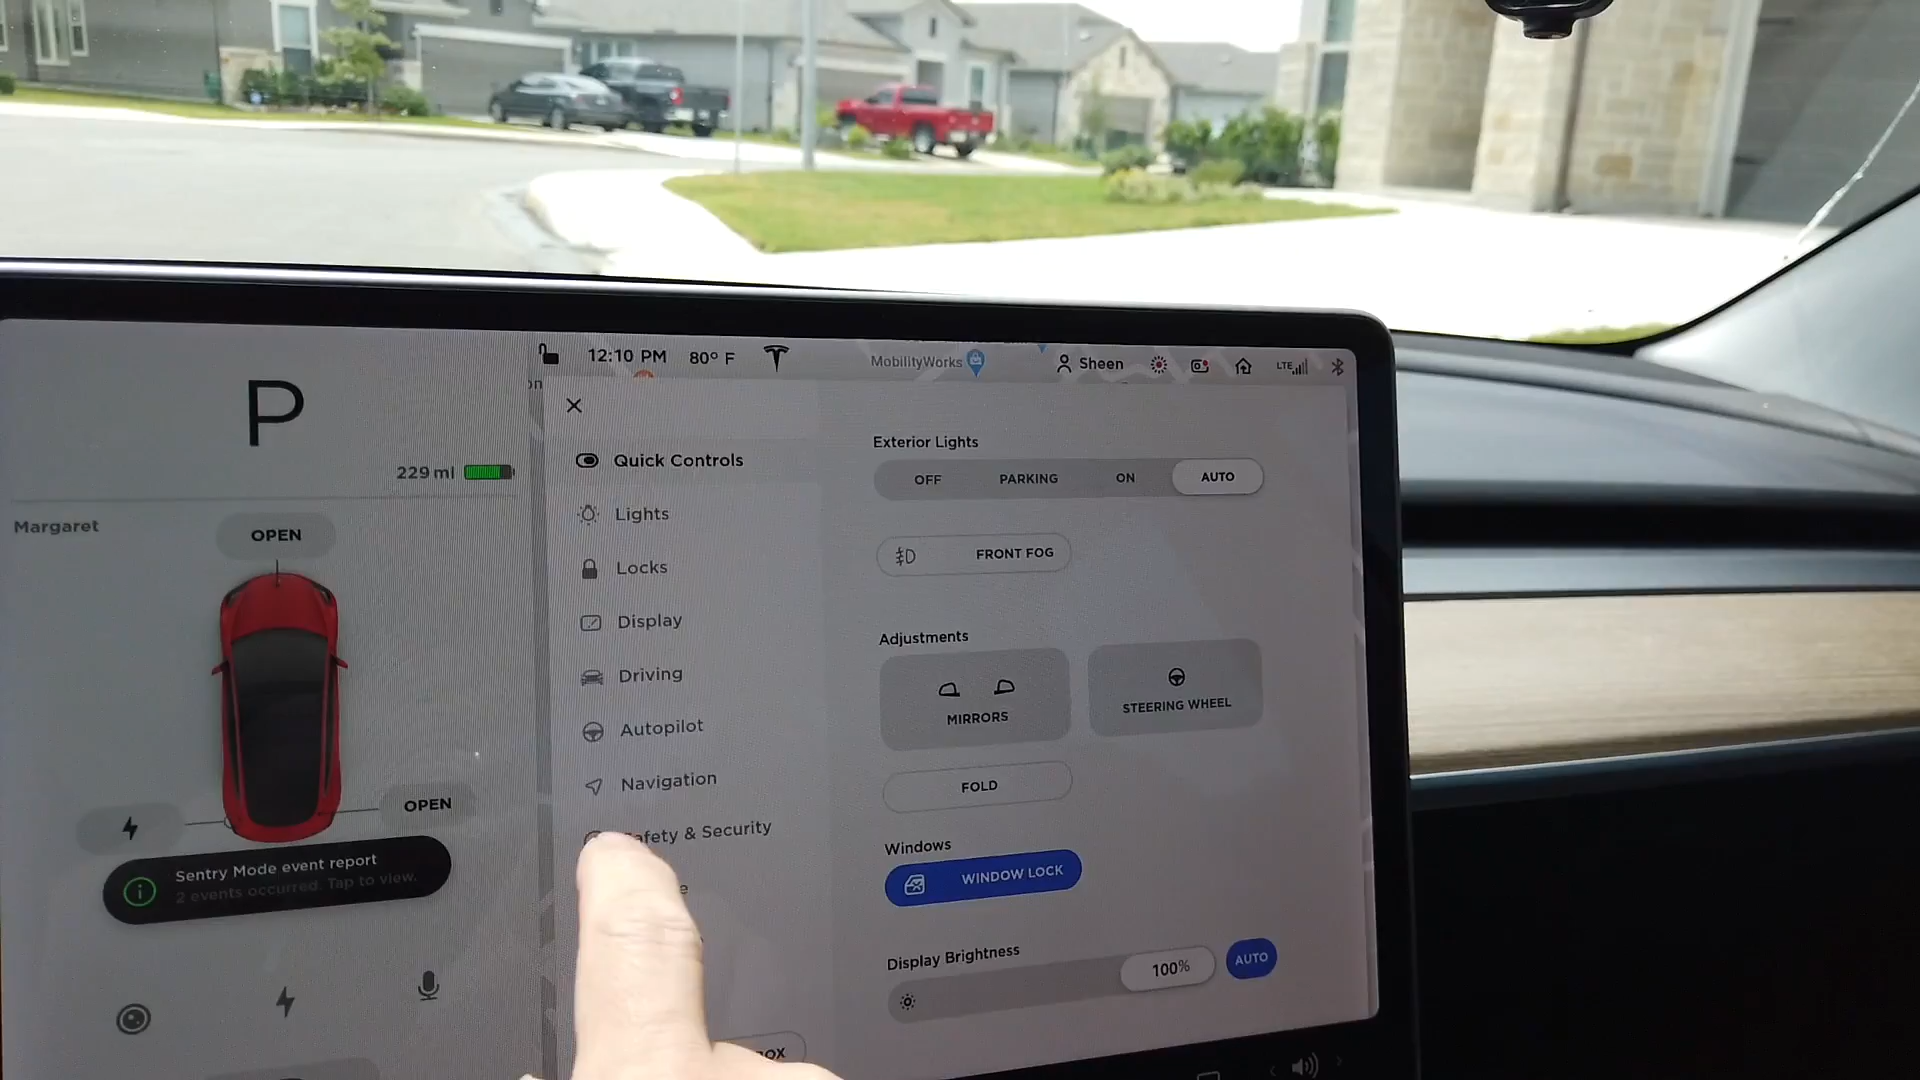 P
229 mi
Margaret
OPEN
OPEN
Sentry Mode event report
2 events occurred. Tap to view.
12:10 PM 80° F
MobilityWorks
Sheen
LTE
Quick Controls
Lights
Locks
Display
Driving
Autopilot
Navigation
afety & Security
Exterior Lights
OFF PARKING ON AUTO
FRONT FOG
Adjustments
MIRRORS
STEERING WHEEL
FOLD
Windows
WINDOW LOCK
Display Brightness
100% AUTO